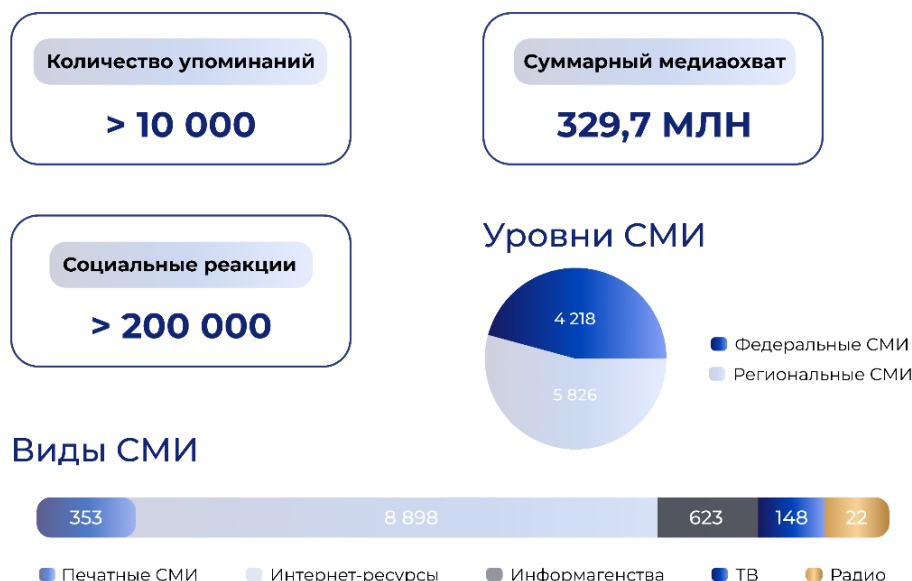 Количество упоминаний
> 10 000
Суммарный медиаохват
329,7 МЛН
Социальные реакции
> 200 000
Уровни СМИ
4 218
5 826
Федеральные СМИ
Региональные СМИ
Виды СМИ
353 8 898 623 148 22
Печатные СМИ Интернет-ресурсы Информагенства ТВ Радио